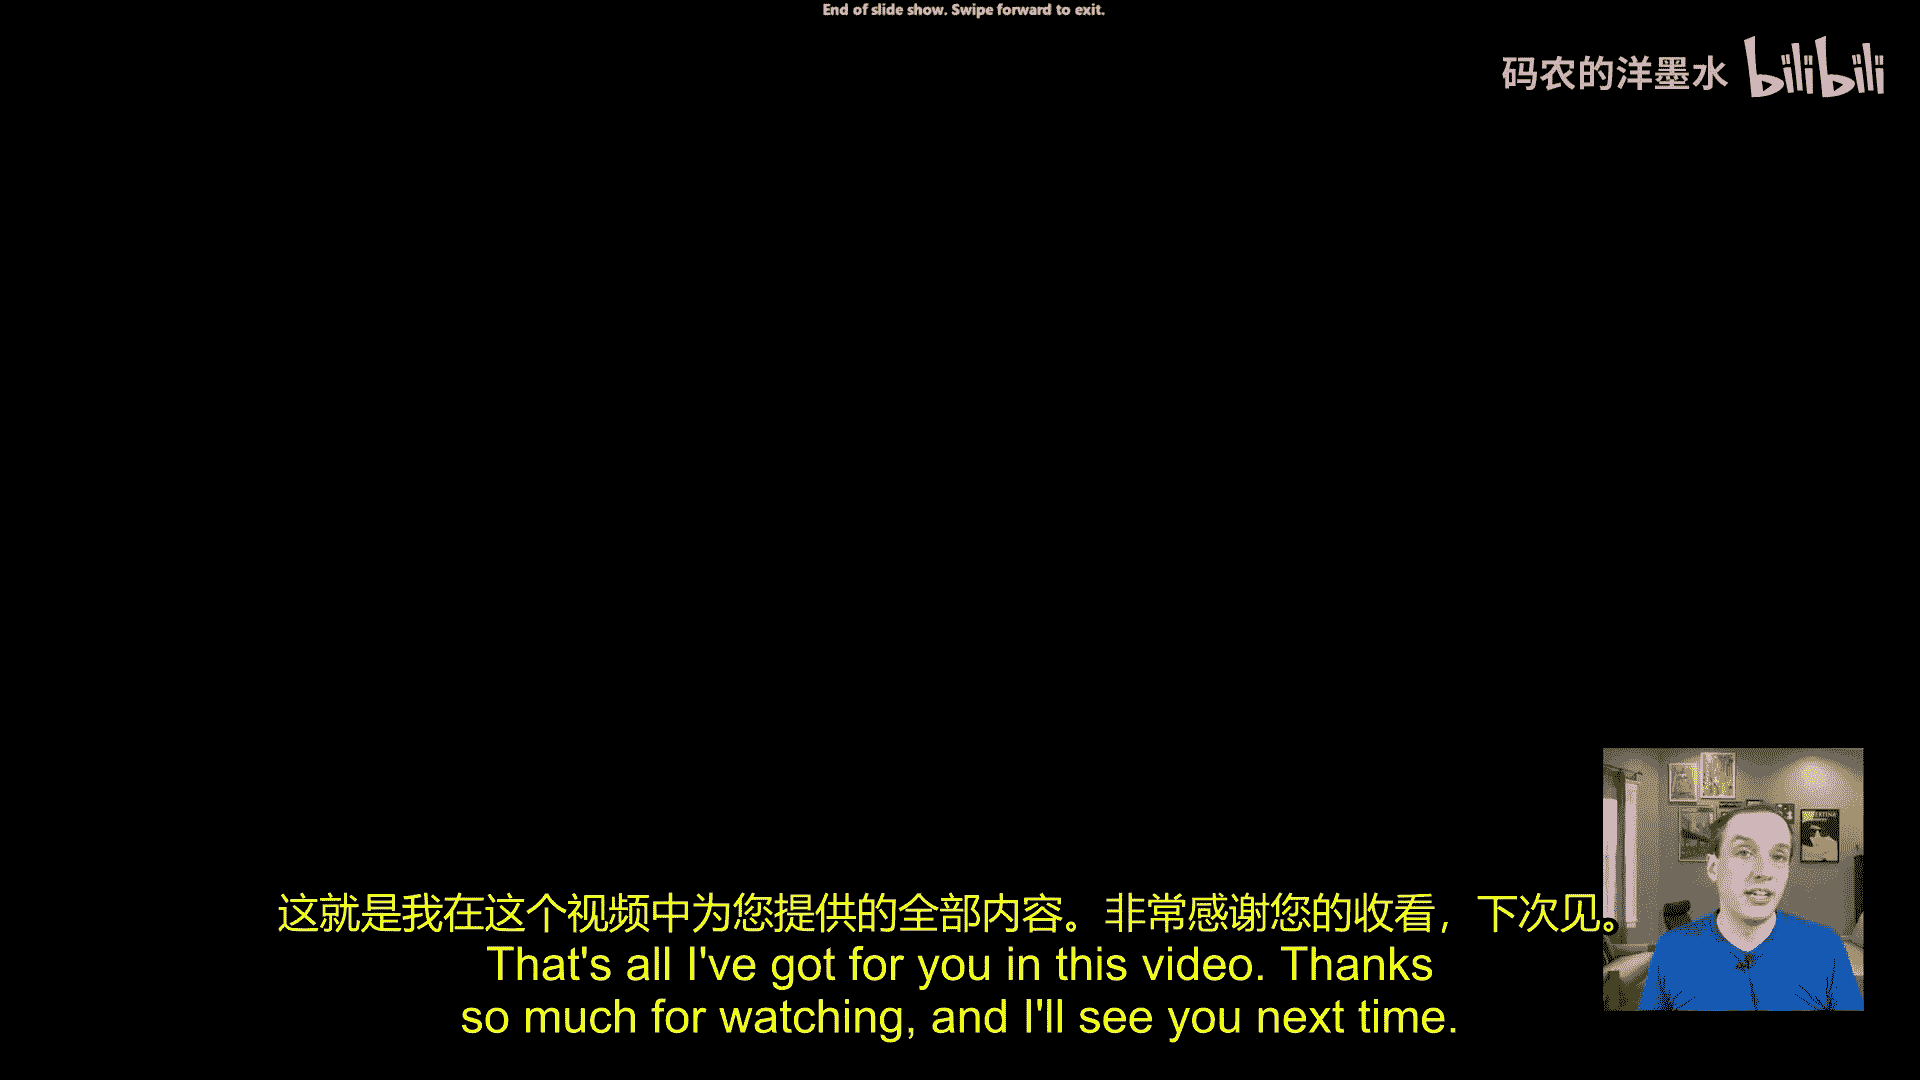 End of slide show. Swipe forward to exit.
码农的洋墨水 bilibili
这就是我在这个视频中为您提供的全部内容。非常感谢您的收看，下次见。
That's all I've got for you in this video. Thanks
so much for watching, and I'll see you next time.